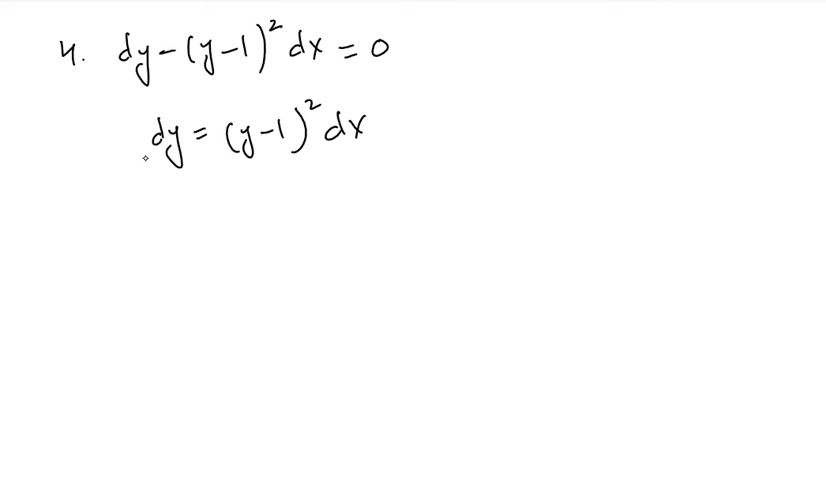 4. dy - (y-1)² dx = 0
dy = (y-1)² dx